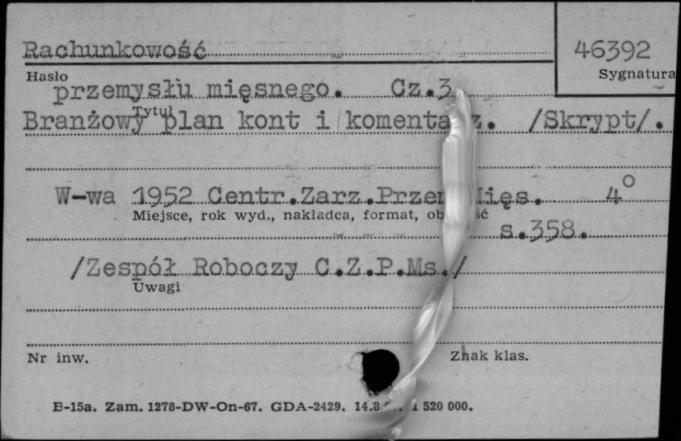 Rachunkowość
46392
Hasło
Sygnatura
przemysłu mięsnego. Cz.3
Tytuł
Branżowy plan kont i komenta z. /Skrypt/.
W-wa 1952 Centr.Zarz.Przem Mięs. 4°
Miejsce, rok wyd., nakładca, format, ob ść
s.358.
/Zespół Roboczy C.Z.P.Ms./
Uwagi
Nr inw.
Znak klas.
E-15a. Zam. 1278-DW-On-67. GDA-2429. 14.8 1 520 000.